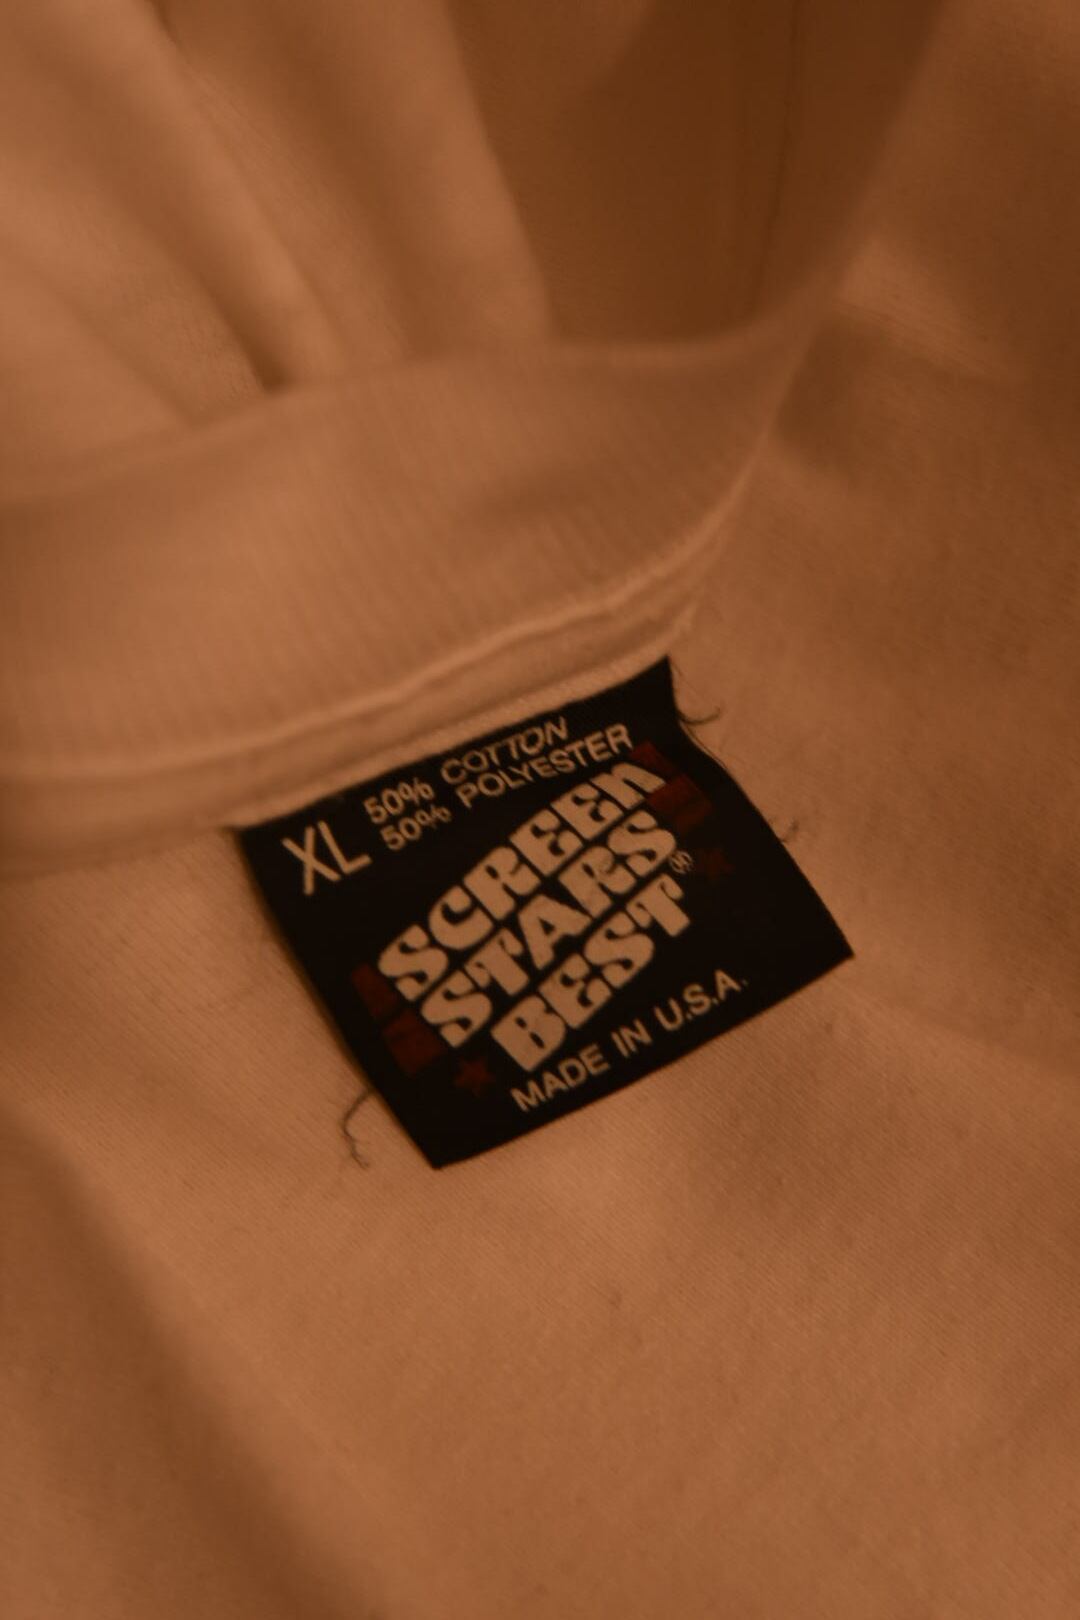 XL
50% COTTON
50% POLYESTER
SCREEN
STARS
BEST®
MADE IN U.S.A.